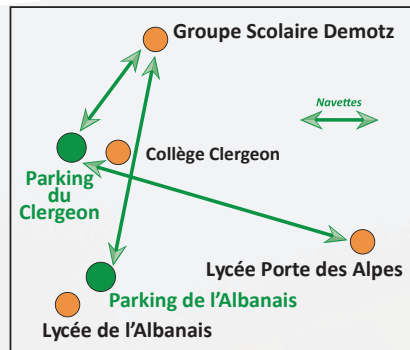 Groupe Scolaire Demotz
Navettes
Collège Clergeon
Parking
du
Clergeon
Lycée Porte des Alpes
Parking de l'Albanais
Lycée de l'Albanais